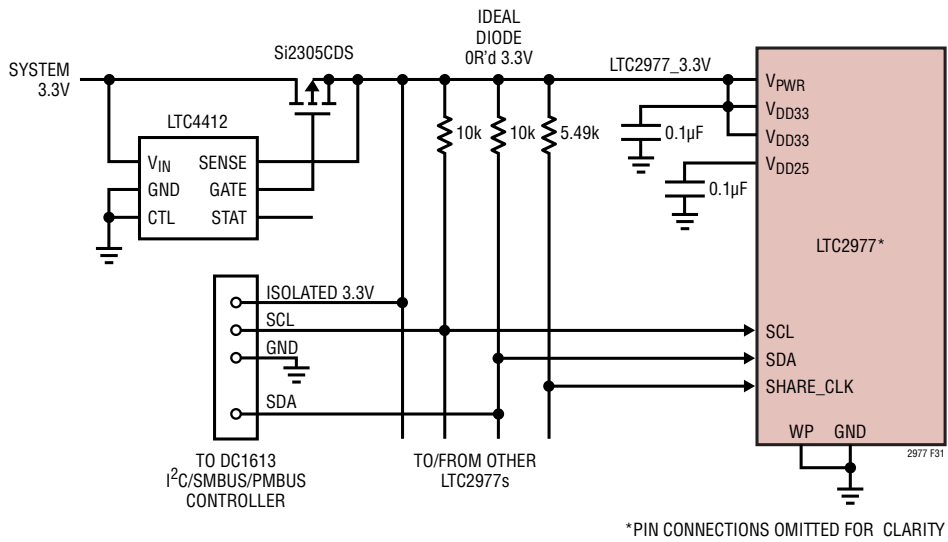 IDEAL
DIODE
0R'd 3.3V
Si2305CDS
SYSTEM
3.3V
LTC2977_3.3V
LTC4412
VIN
SENSE
GND
GATE
CTL
STAT
10k
10k
5.49k
0.1µF
0.1µF
VPWR
VDD33
VDD33
VDD25
LTC2977*
ISOLATED 3.3V
SCL
GND
SDA
SCL
SDA
SHARE_CLK
WP
GND
2977 F31
TO DC1613
I2C/SMBUS/PMBUS
CONTROLLER
TO/FROM OTHER
LTC2977s
*PIN CONNECTIONS OMITTED FOR CLARITY